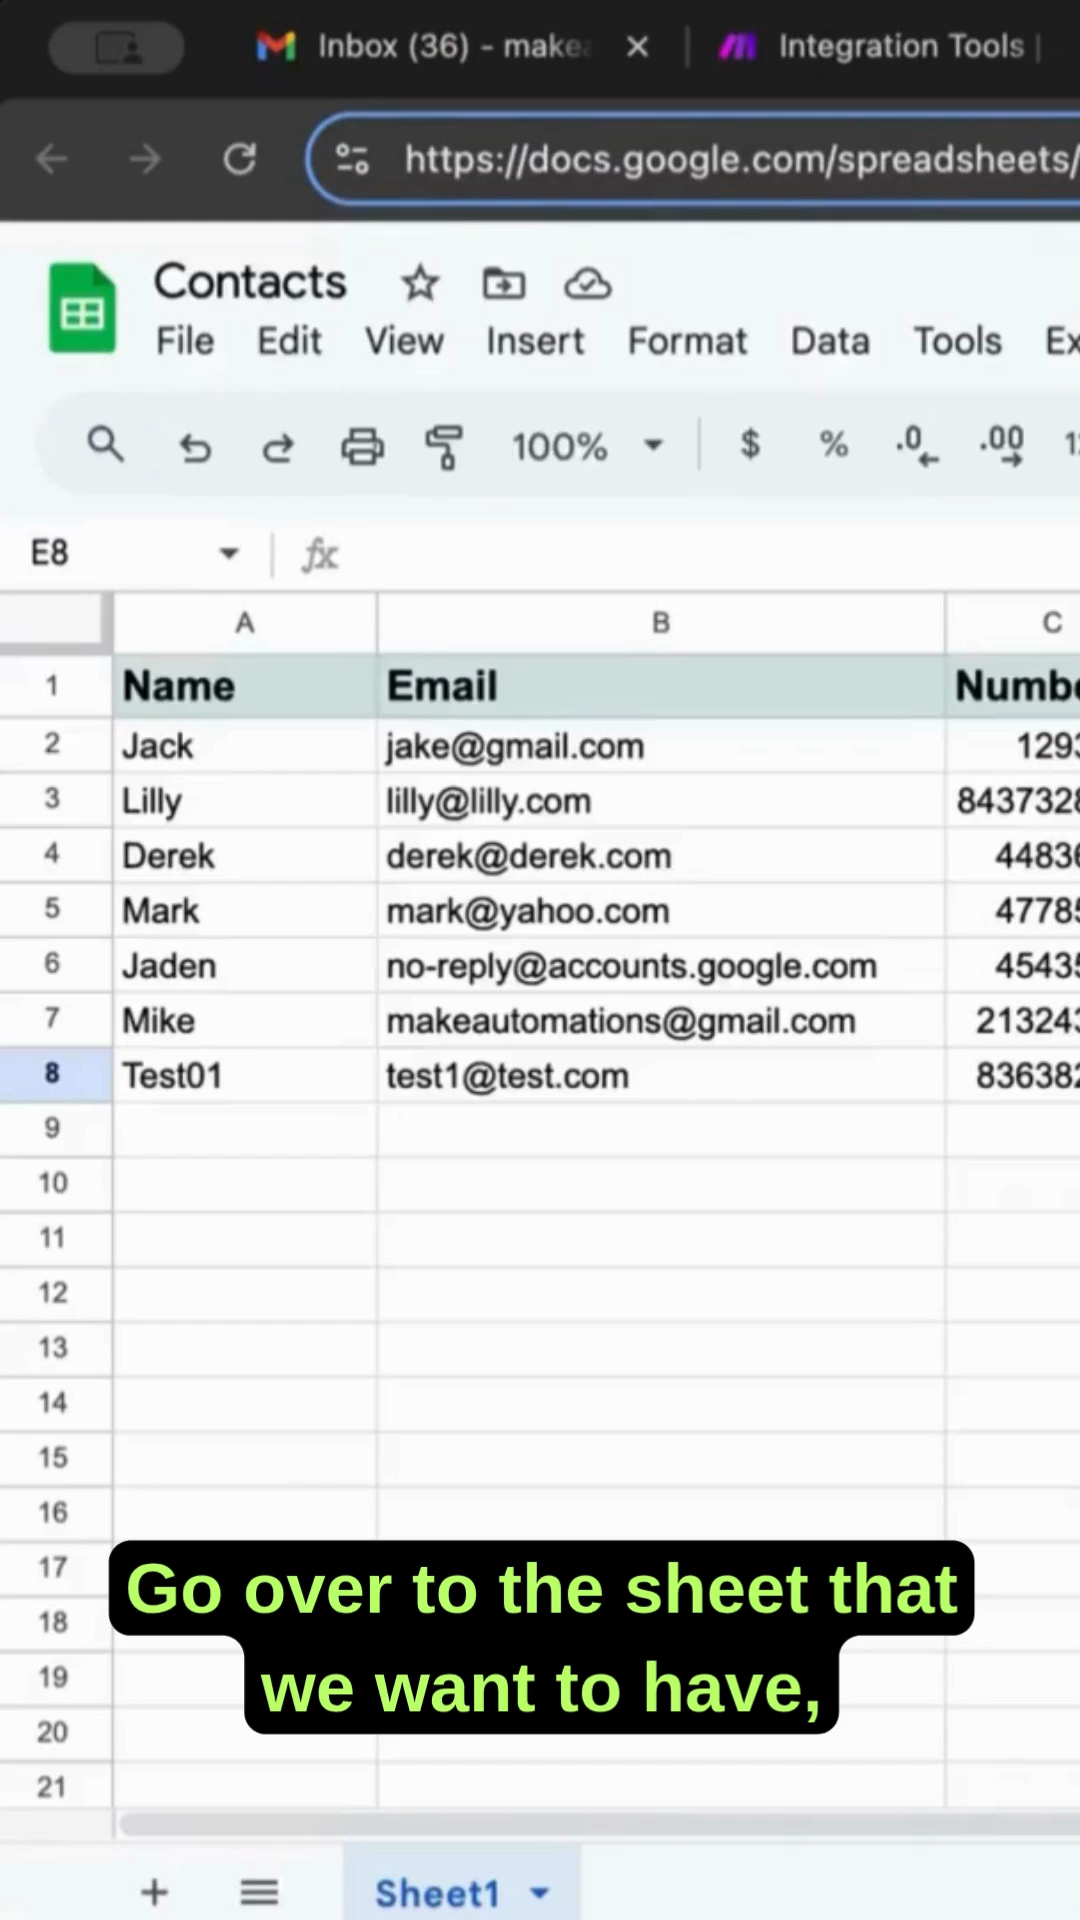 Inbox (36) - make
Integration Tools
https://docs.google.com/spreadsheets/
Contacts
File Edit View Insert Format Data Tools Ex
100% $ % .0 .00
E8 fx
A B C
1 Name Email Numbe
2 Jack jake@gmail.com 1293
3 Lilly lilly@lilly.com 8437328
4 Derek derek@derek.com 44836
5 Mark mark@yahoo.com 47785
6 Jaden no-reply@accounts.google.com 45435
7 Mike makeautomations@gmail.com 213243
8 Test01 test1@test.com 836382
9
10
11
12
13
14
15
16
17
Go over to the sheet that
18
we want to have,
19
20
21
Sheet1